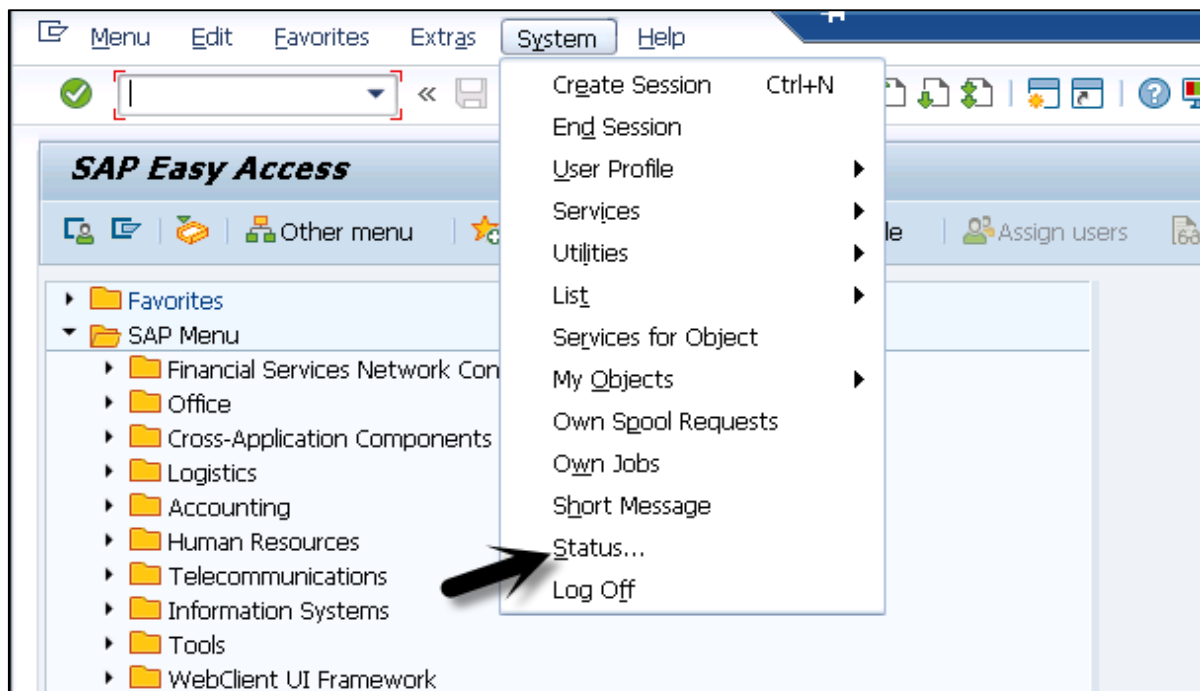 Menu Edit Favorites Extras System Help
SAP Easy Access
Other menu
le
Assign users
Create Session Ctrl+N
End Session
User Profile
Services
Utilities
List
Services for Object
My Objects
Own Spool Requests
Own Jobs
Short Message
Status...
Log Off
Favorites
SAP Menu
Financial Services Network Con
Office
Cross-Application Components
Logistics
Accounting
Human Resources
Telecommunications
Information Systems
Tools
WebClient UI Framework